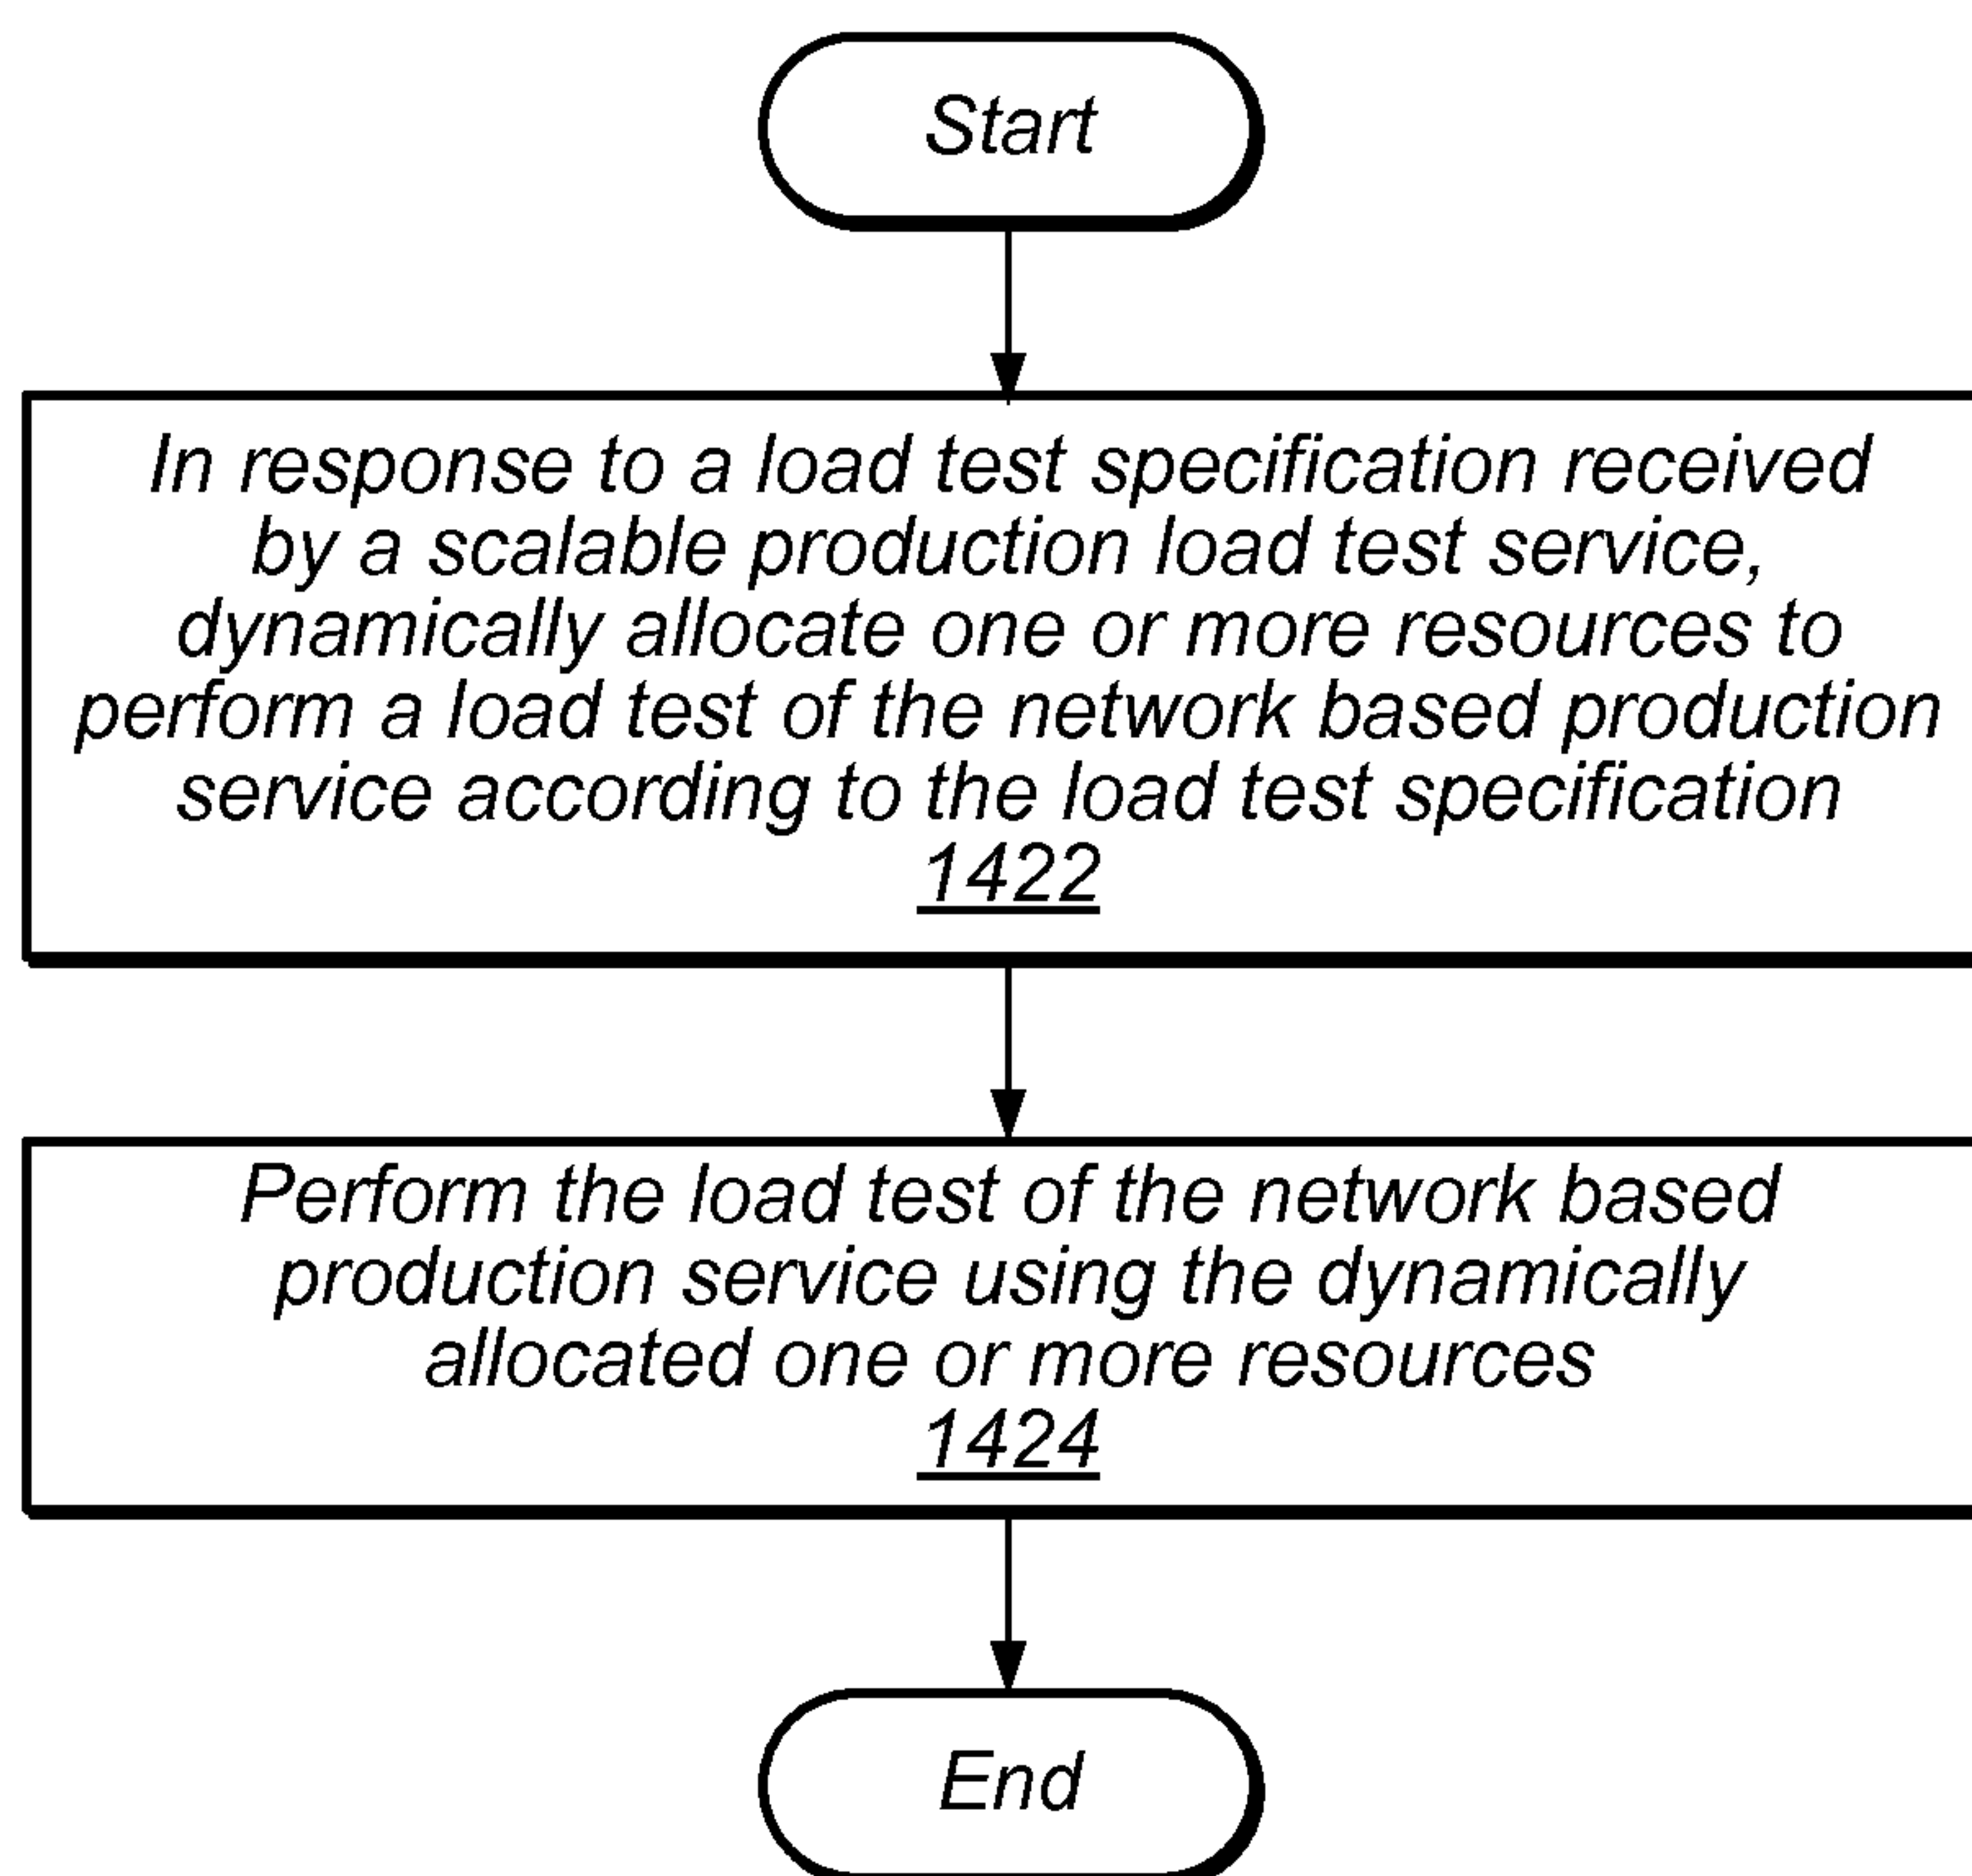 Start
In response to a load test specification received
by a scalable production load test service,
dynamically allocate one or more resources to
perform a load test of the network based production
service according to the load test specification
1422
Perform the load test of the network based
production service using the dynamically
allocated one or more resources
1424
End